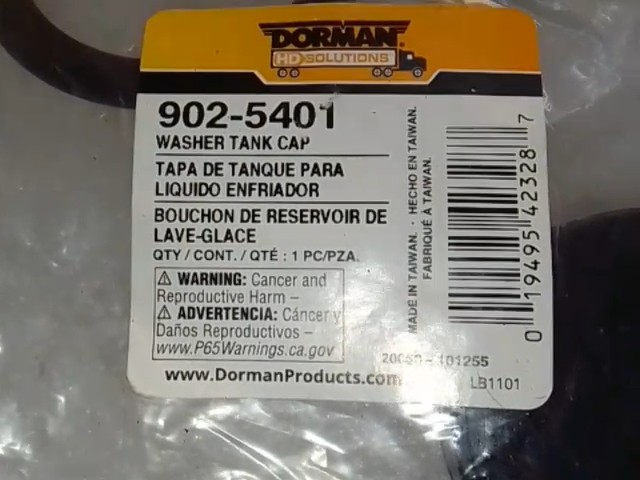 DORMAN
HD SOLUTIONS
902-5401
WASHER TANK CAP
TAPA DE TANQUE PARA
LIQUIDO ENFRIADOR
BOUCHON DE RESERVOIR DE
LAVE-GLACE
QTY / CONT. / QTÉ : 1 PC/PZA.
⚠ WARNING: Cancer and
Reproductive Harm –
⚠ ADVERTENCIA: Cáncer y
Daños Reproductivos –
www.P65Warnings.ca.gov
www.DormanProducts.com
MADE IN TAIWAN. · HECHO EN TAIWAN.
FABRIQUÉ À TAIWAN.
0 19495 42328 7
101255
LB1101